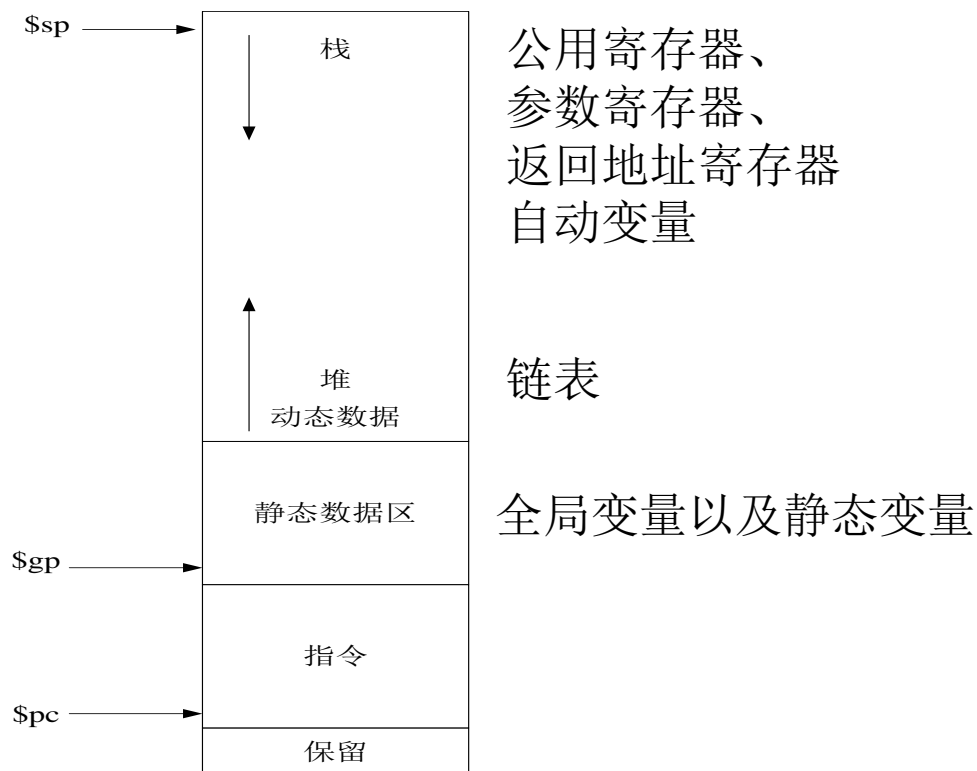 $sp
栈
公用寄存器、
参数寄存器、
返回地址寄存器
自动变量
堆
动态数据
链表
静态数据区
全局变量以及静态变量
$gp
指令
$pc
保留